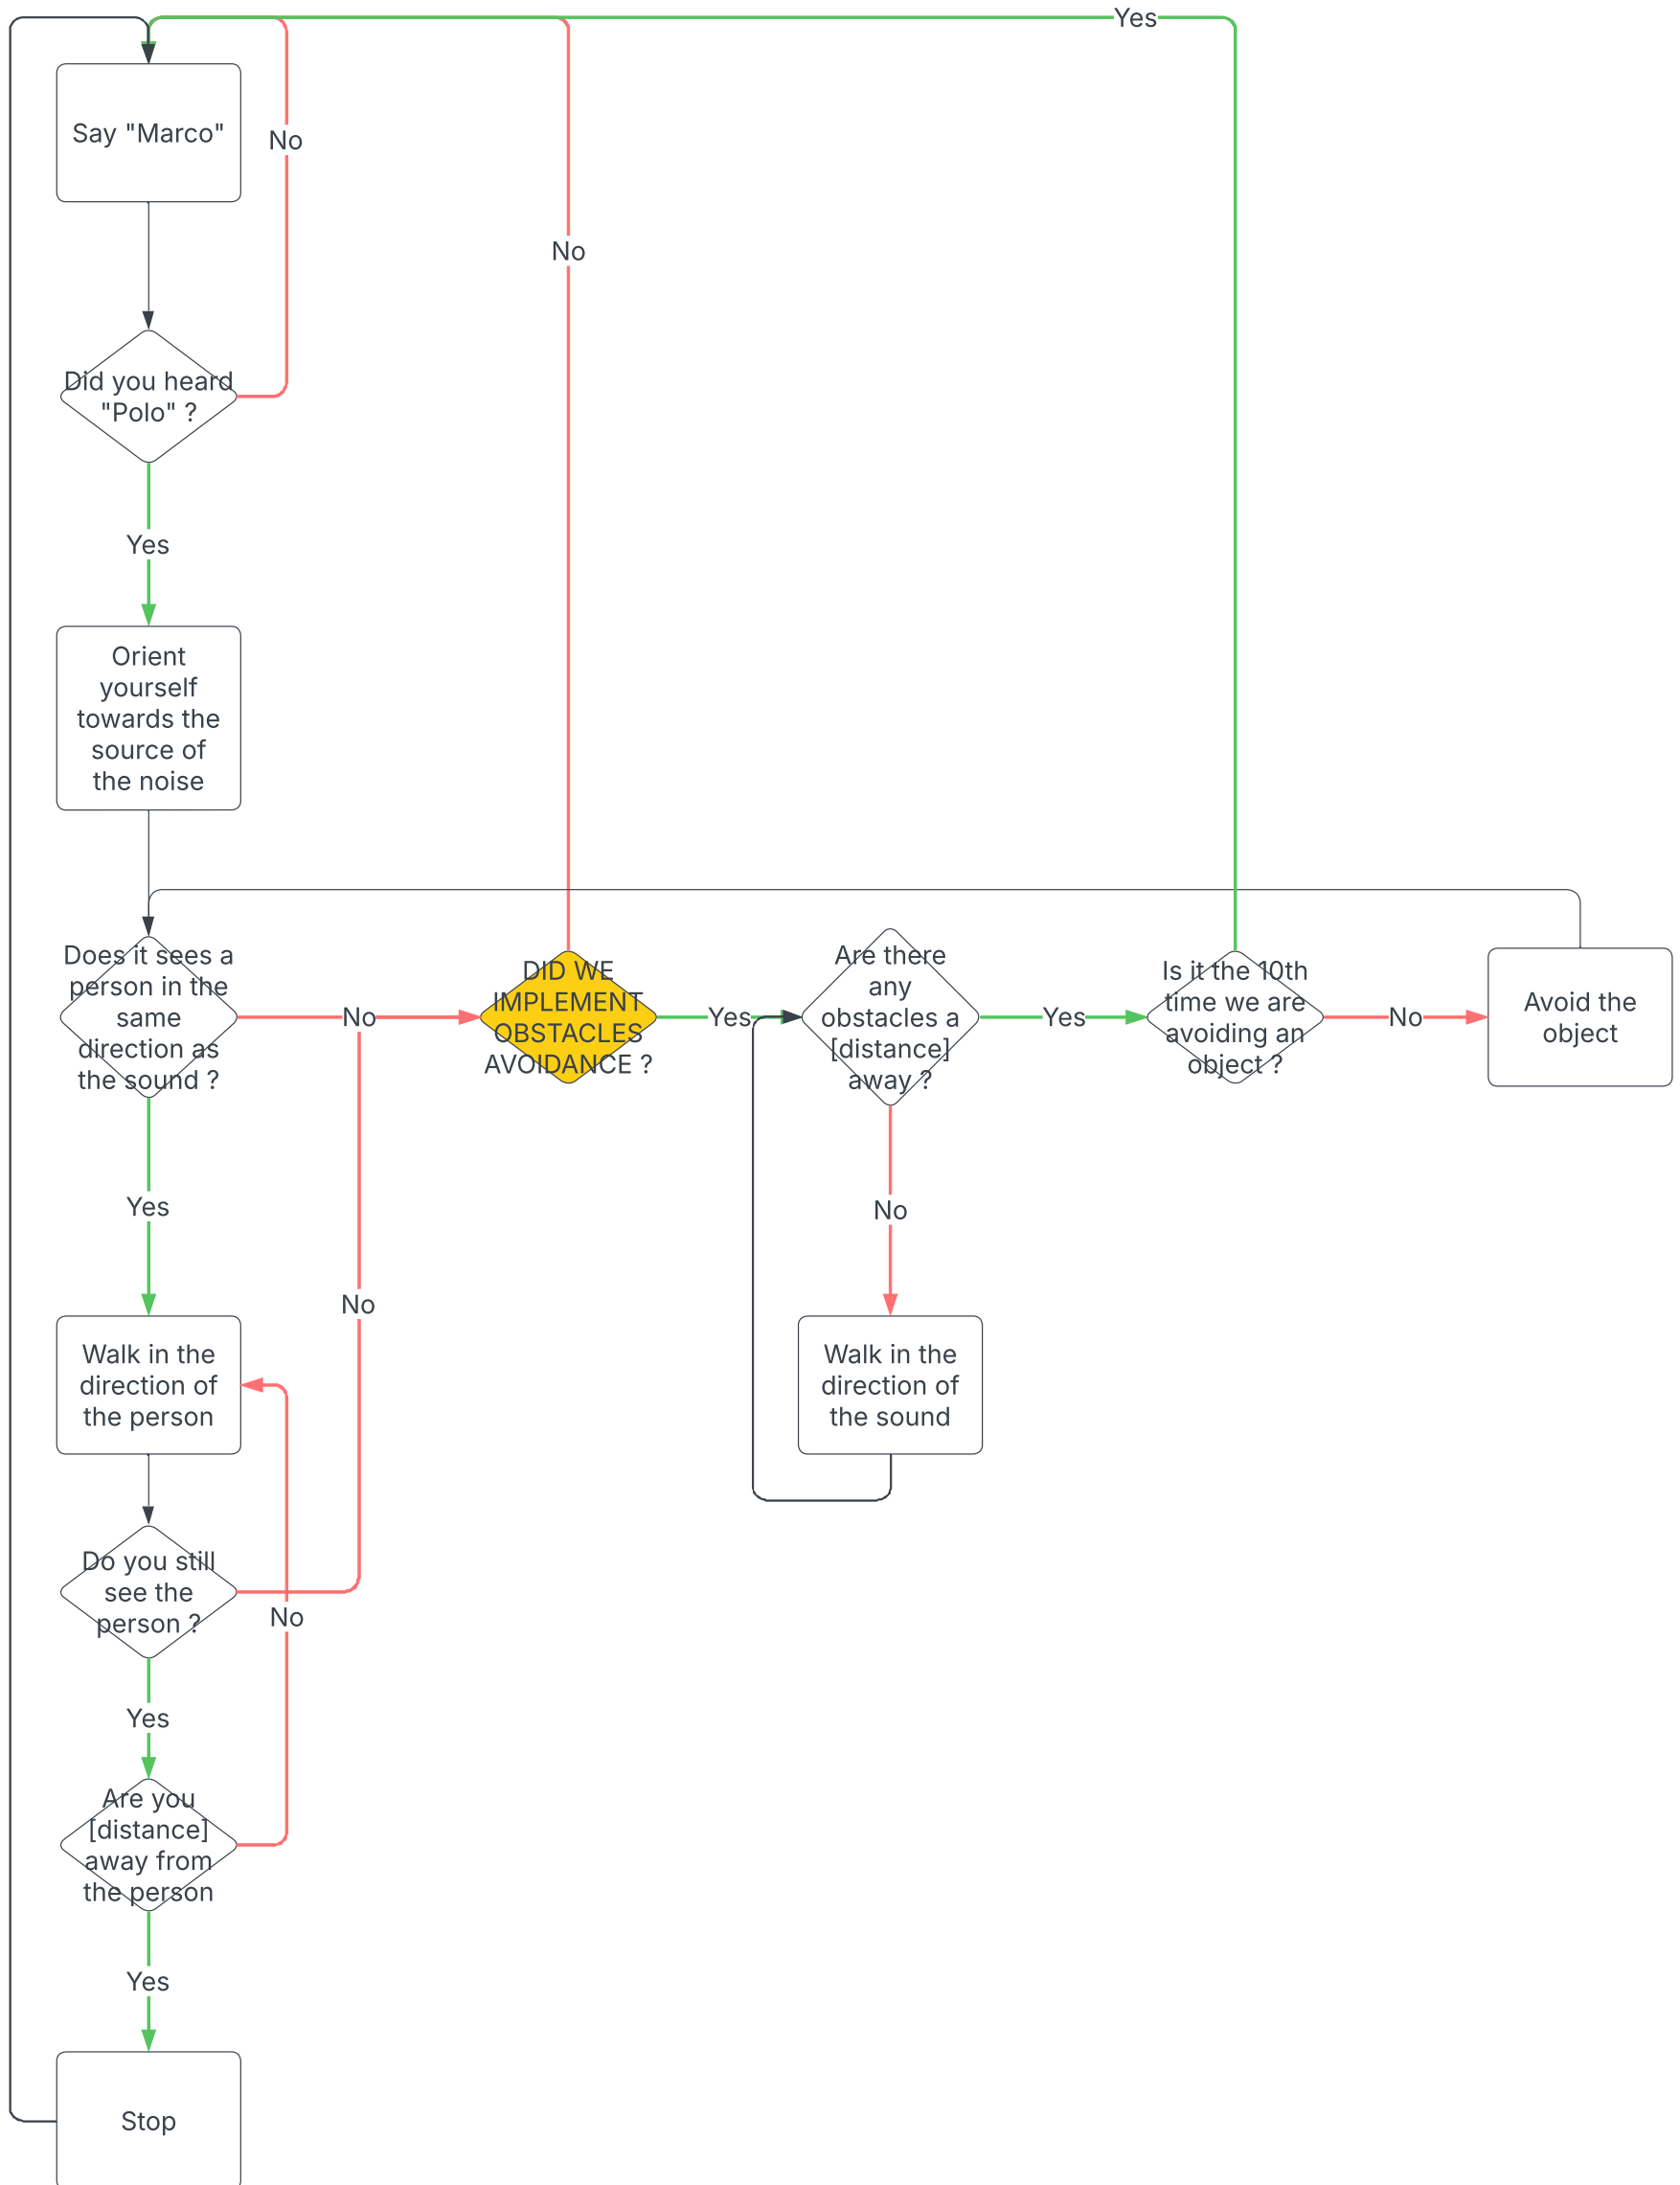 Yes
Say "Marco"
No
No
Did you heard
"Polo" ?
Yes
Orient
yourself
towards the
source of
the noise
Does it sees a
person in the
same
direction as
the sound ?
No
DID WE
IMPLEMENT
OBSTACLES
AVOIDANCE ?
Yes
Are there
any
obstacles a
[distance]
away ?
Yes
Is it the 10th
time we are
avoiding an
object ?
No
Avoid the
object
Yes
No
No
Walk in the
direction of
the person
Walk in the
direction of
the sound
Do you still
see the
person ?
No
Yes
Are you
[distance]
away from
the person
Yes
Stop